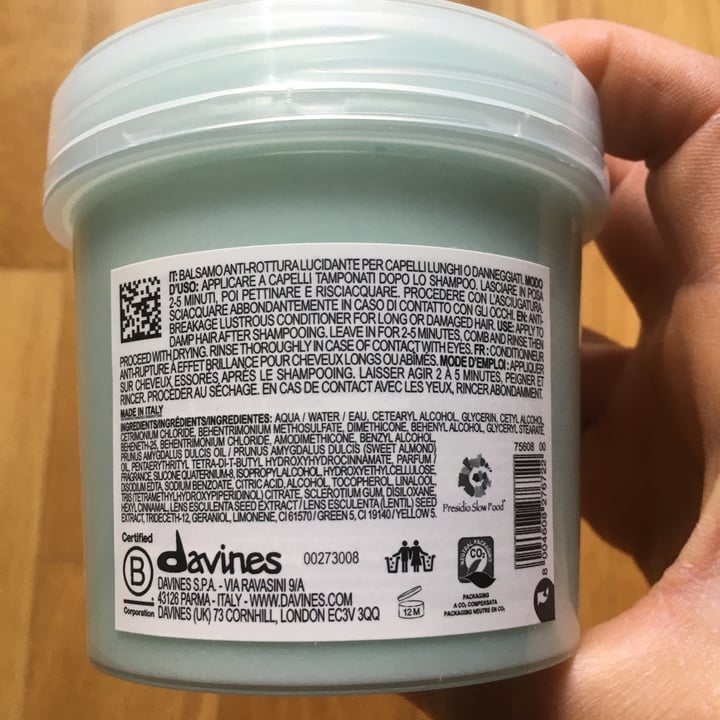 IT: BALSAMO ANTI-ROTTURA LUCIDANTE PER CAPELLI LUNGHI O DANNEGGIATI. MODO
D'USO: APPLICARE A CAPELLI TAMPONATI DOPO LO SHAMPOO. LASCIARE IN POSA
2-5 MINUTI, POI PETTINARE E RISCIACQUARE. PROCEDERE CON L'ASCIUGATURA.
SCIACQUARE ABBONDANTEMENTE IN CASO DI CONTATTO CON GLI OCCHI. EN: ANTI-
BREAKAGE LUSTROUS CONDITIONER FOR LONG OR DAMAGED HAIR. USE: APPLY TO
DAMP HAIR AFTER SHAMPOOING. LEAVE IN FOR 2-5 MINUTES, COMB AND RINSE THEN
PROCEED WITH DRYING. RINSE THOROUGHLY IN CASE OF CONTACT WITH EYES. FR: CONDITIONNEUR
ANTI-RUPTURE À EFFET BRILLANCE POUR CHEVEUX LONGS OU ABÎMÉS. MODE D'EMPLOI: APPLIQUER
SUR CHEVEUX ESSORÉS APRÈS LE SHAMPOOING. LAISSER AGIR 2 À 5 MINUTES, PEIGNER ET
RINCER. PROCÉDER AU SÉCHAGE. EN CAS DE CONTACT AVEC LES YEUX, RINCER ABONDAMMENT.
MADE IN ITALY
INGREDIENTS/INGRÉDIENTS/INGREDIENTES: AQUA / WATER / EAU, CETEARYL ALCOHOL, GLYCERIN, CETYL ALCOHOL,
CETRIMONIUM CHLORIDE, BEHENTRIMONIUM METHOSULFATE, DIMETHICONE, BEHENYL ALCOHOL, GLYCERYL STEARATE,
BEHENETH-25, BEHENTRIMONIUM CHLORIDE, AMODIMETHICONE, BENZYL ALCOHOL,
PRUNUS AMYGDALUS DULCIS OIL / PRUNUS AMYGDALUS DULCIS (SWEET ALMOND)
OIL, PENTAERYTHRITYL TETRA-DI-T-BUTYL HYDROXYHYDROCINNAMATE, PARFUM /
FRAGRANCE, SILICONE QUATERNIUM-8, ISOPROPYL ALCOHOL, HYDROXYETHYLCELLULOSE,
DISODIUM EDTA, SODIUM BENZOATE, CITRIC ACID, ALCOHOL, TOCOPHEROL, LINALOOL,
TRIS (TETRAMETHYLHYDROXYPIPERIDINOL) CITRATE, SCLEROTIUM GUM, DISILOXANE,
HEXYL CINNAMAL, LENS ESCULENTA SEED EXTRACT / LENS ESCULENTA (LENTIL) SEED
EXTRACT, TRIDECETH-12, GERANIOL, LIMONENE, CI 61570 / GREEN 5, CI 19140 / YELLOW 5.
Presidio Slow Food®
75608 00
8 004608 276722
Certified
B
Corporation
davines
00273008
DAVINES S.P.A. - VIA RAVASINI 9/A
43126 PARMA - ITALY - WWW.DAVINES.COM
DAVINES (UK) 73 CORNHILL, LONDON EC3V 3QQ
12 M
NEUTRAL PACKAGING
CO2
PACKAGING
A CO2 COMPENSATA
PACKAGING NEUTRE EN CO2